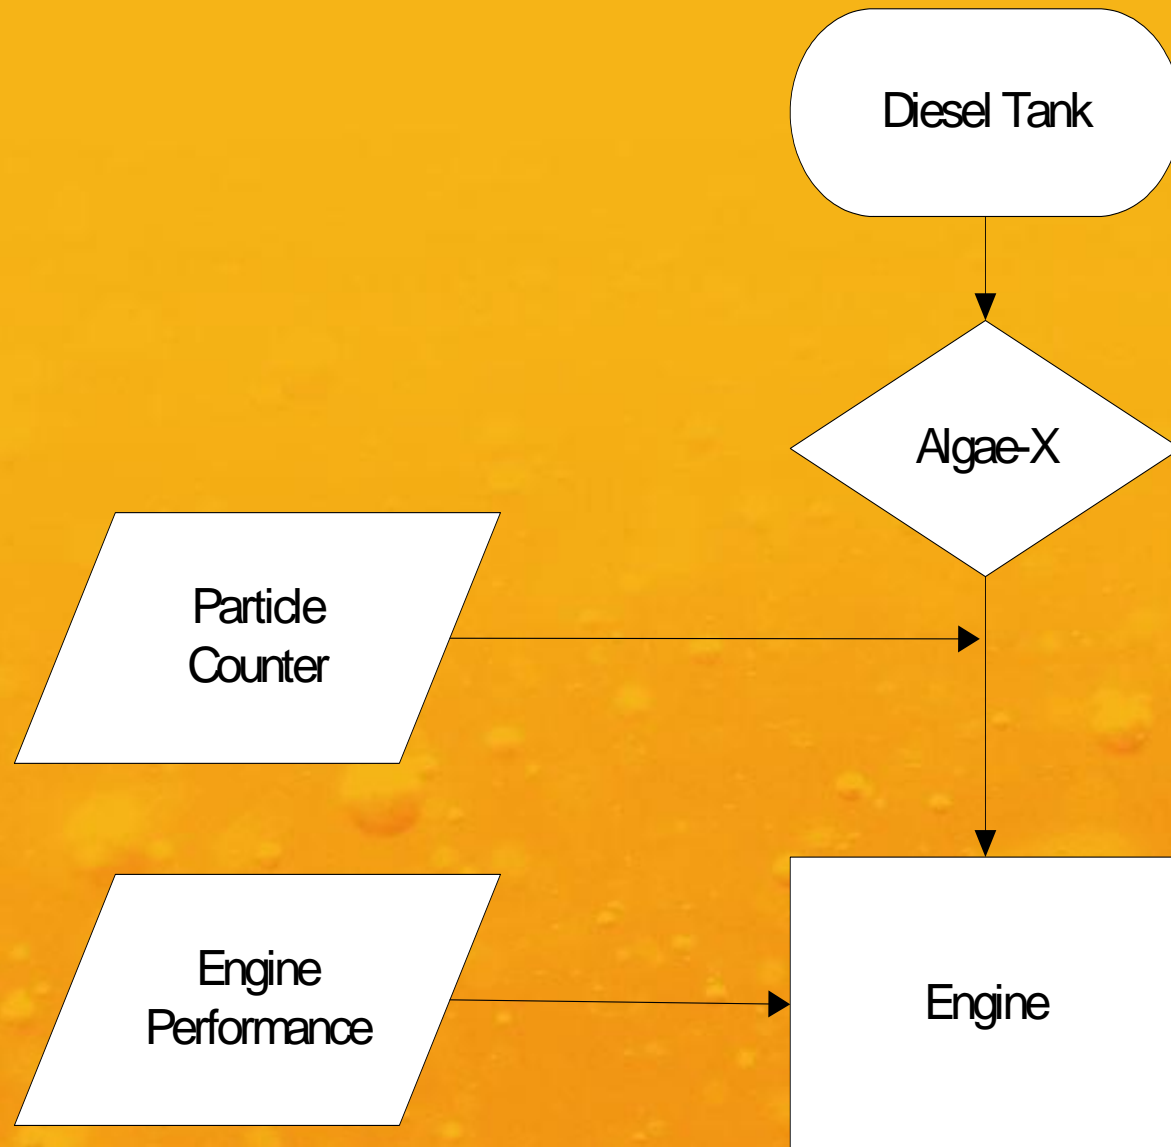 Diesel Tank
Algae-X
Particle
Counter
Engine
Performance
Engine